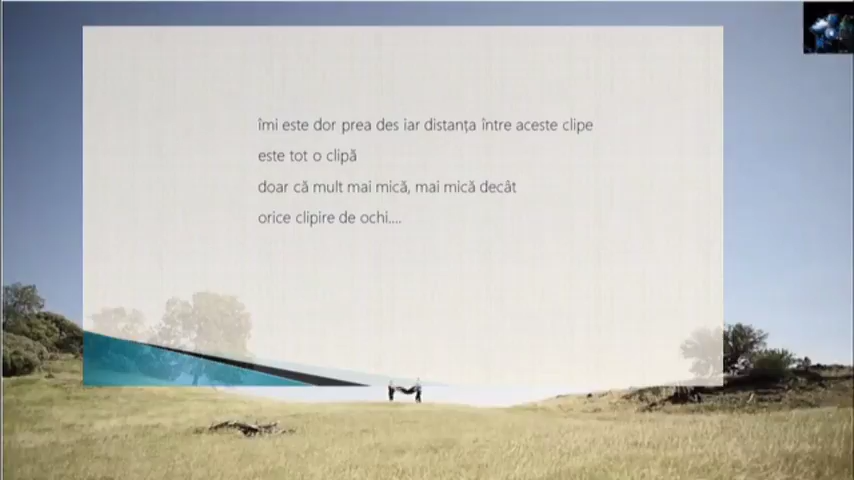 îmi este dor prea des iar distanța între aceste clipe
este tot o clipă
doar că mult mai mică, mai mică decât
orice clipire de ochi....